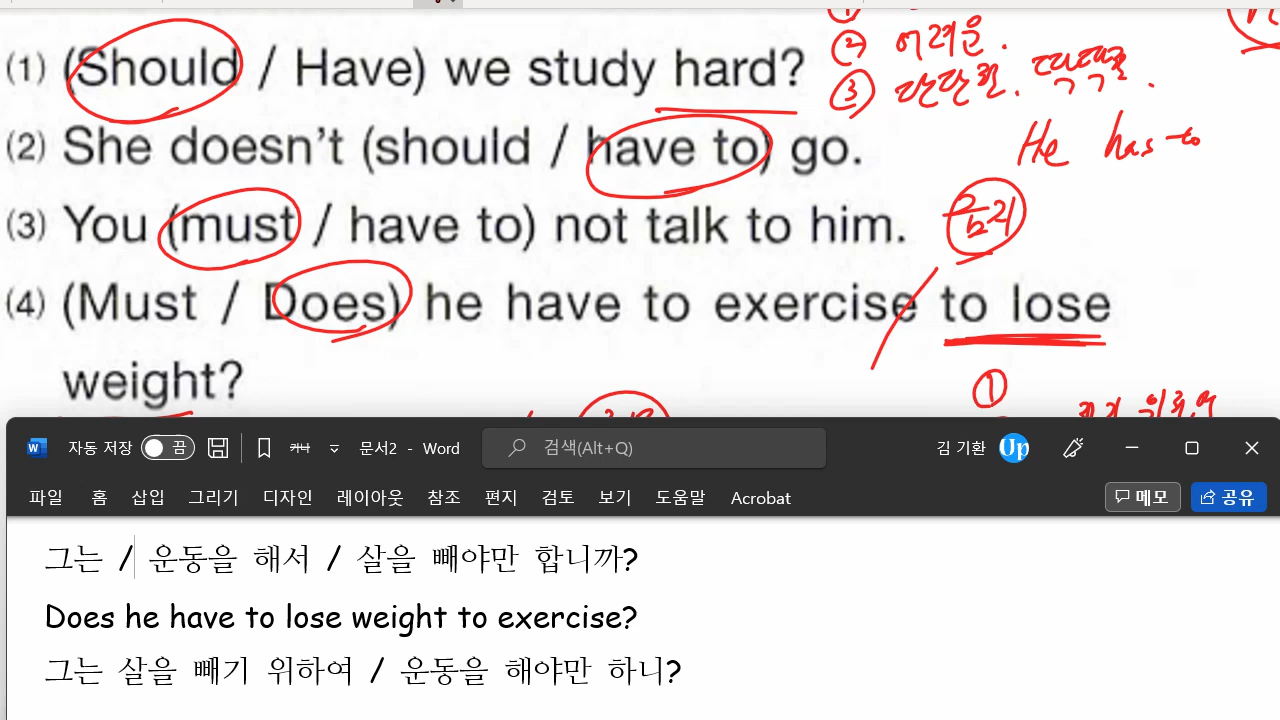 (1) (Should / Have) we study hard?
② 어려운.
③ 단단한. 딱딱한.
(2) She doesn't (should / have to) go.
He has to
(3) You (must / have to) not talk to him.
금지
(4) (Must / Does) he have to exercise to lose
weight?
①
자동 저장 끔 문서2 - Word 검색(Alt+Q) 김 기환 Up
파일 홈 삽입 그리기 디자인 레이아웃 참조 편지 검토 보기 도움말 Acrobat 메모 공유
그는 / 운동을 해서 / 살을 빼야만 합니까?
Does he have to lose weight to exercise?
그는 살을 빼기 위하여 / 운동을 해야만 하니?